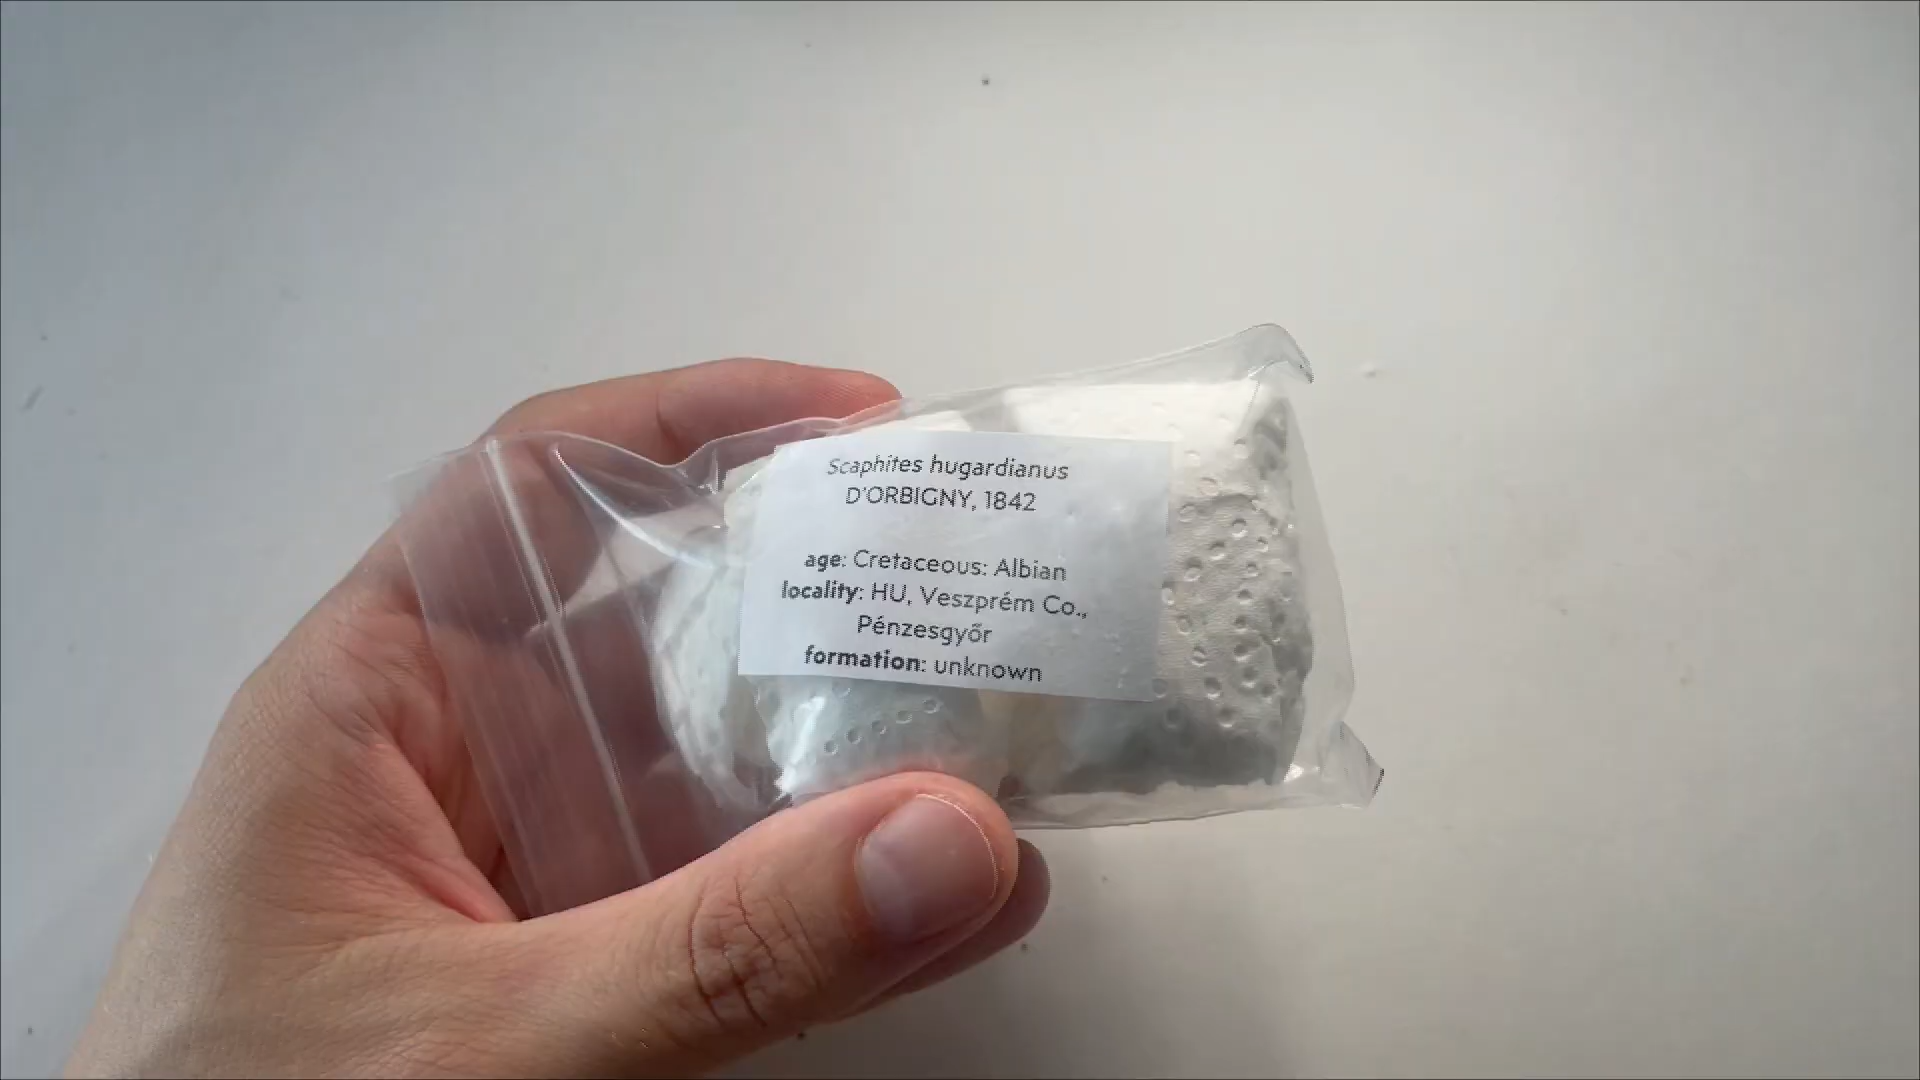 Scaphites hugardianus
D'ORBIGNY, 1842
age: Cretaceous: Albian
locality: HU, Veszprém Co.,
Pénzesgyőr
formation: unknown